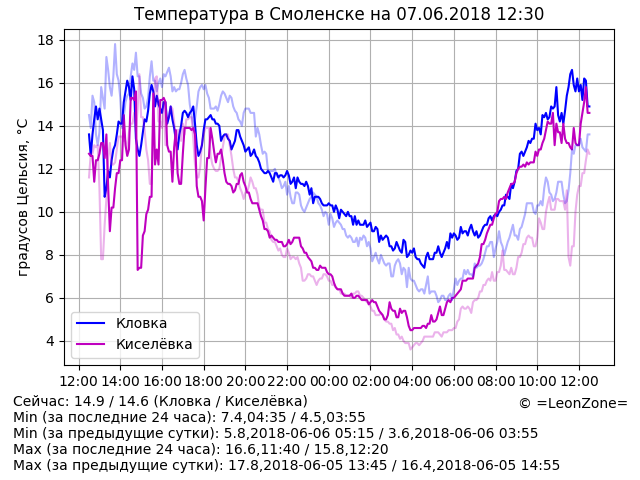 Температура в Смоленске на 07.06.2018 12:30
градусов Цельсия, °C
18
16
14
12
10
8
6
4
Кловка
Киселёвка
12:00 14:00 16:00 18:00 20:00 22:00 00:00 02:00 04:00 06:00 08:00 10:00 12:00
Сейчас: 14.9 / 14.6 (Кловка / Киселёвка)
© =LeonZone=
Min (за последние 24 часа): 7.4,04:35 / 4.5,03:55
Min (за предыдущие сутки): 5.8,2018-06-06 05:15 / 3.6,2018-06-06 03:55
Max (за последние 24 часа): 16.6,11:40 / 15.8,12:20
Max (за предыдущие сутки): 17.8,2018-06-05 13:45 / 16.4,2018-06-05 14:55